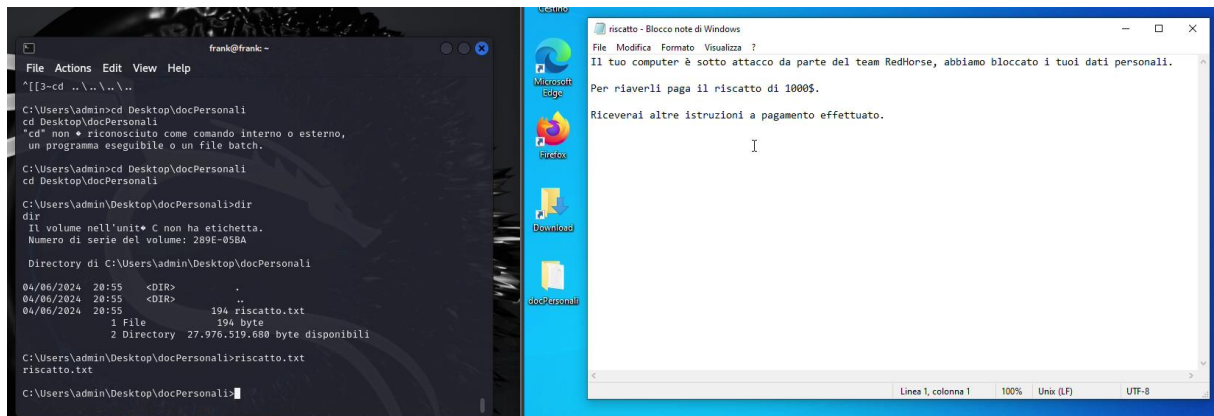 frank@frank: ~
File Actions Edit View Help
^[[3~cd ..\..\..\..
C:\Users\admin>cd Desktop\docPersonali
cd Desktop\docPersonali
"cd" non � riconosciuto come comando interno o esterno,
un programma eseguibile o un file batch.
C:\Users\admin>cd Desktop\docPersonali
cd Desktop\docPersonali
C:\Users\admin\Desktop\docPersonali>dir
dir
Il volume nell'unit� C non ha etichetta.
Numero di serie del volume: 289E-05BA
Directory di C:\Users\admin\Desktop\docPersonali
04/06/2024 20:55 <DIR> .
04/06/2024 20:55 <DIR> ..
04/06/2024 20:55 194 riscatto.txt
1 File 194 byte
2 Directory 27.976.519.680 byte disponibili
C:\Users\admin\Desktop\docPersonali>riscatto.txt
riscatto.txt
C:\Users\admin\Desktop\docPersonali>
Cestino
Microsoft
Edge
Firefox
Download
docPersonali
riscatto - Blocco note di Windows
File Modifica Formato Visualizza ?
Il tuo computer è sotto attacco da parte del team RedHorse, abbiamo bloccato i tuoi dati personali.
Per riaverli paga il riscatto di 1000$.
Riceverai altre istruzioni a pagamento effettuato.
Linea 1, colonna 1 100% Unix (LF) UTF-8